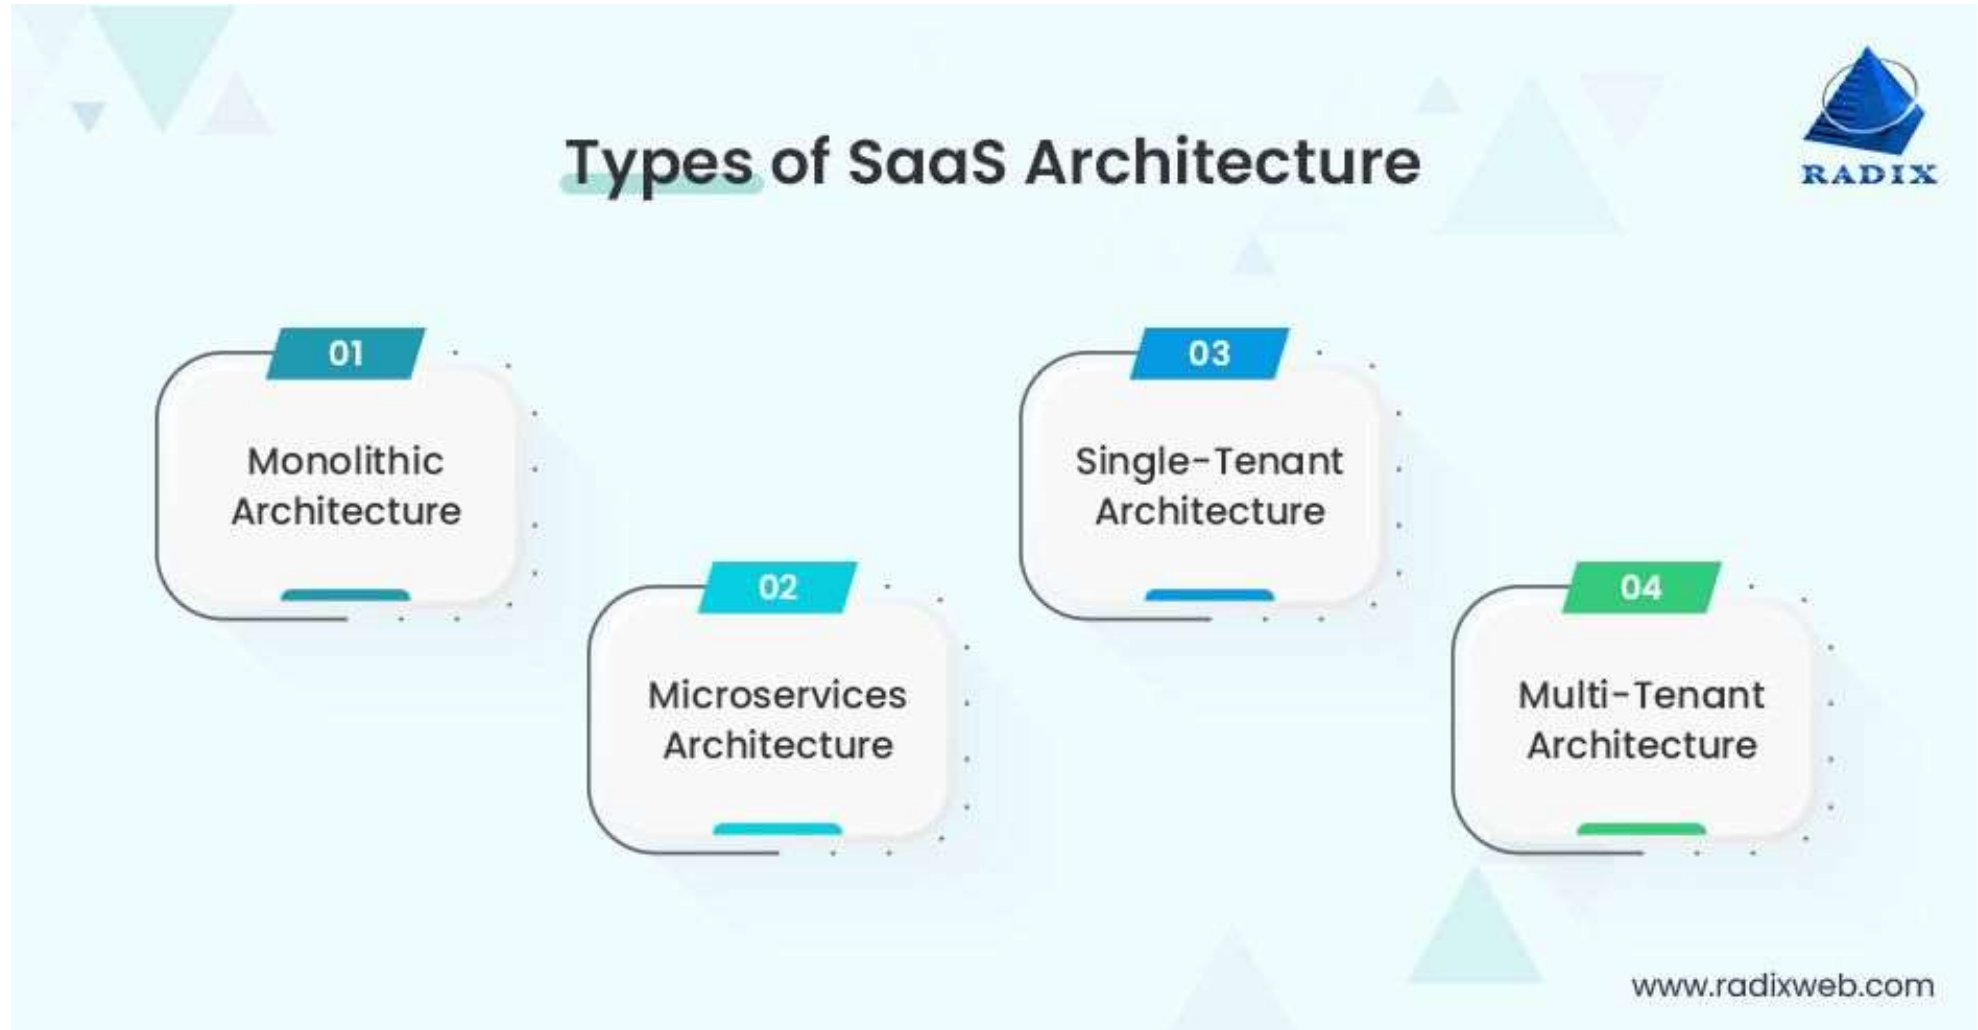 Types of SaaS Architecture
RADIX
01
Monolithic
Architecture
02
Microservices
Architecture
03
Single-Tenant
Architecture
04
Multi-Tenant
Architecture
www.radixweb.com